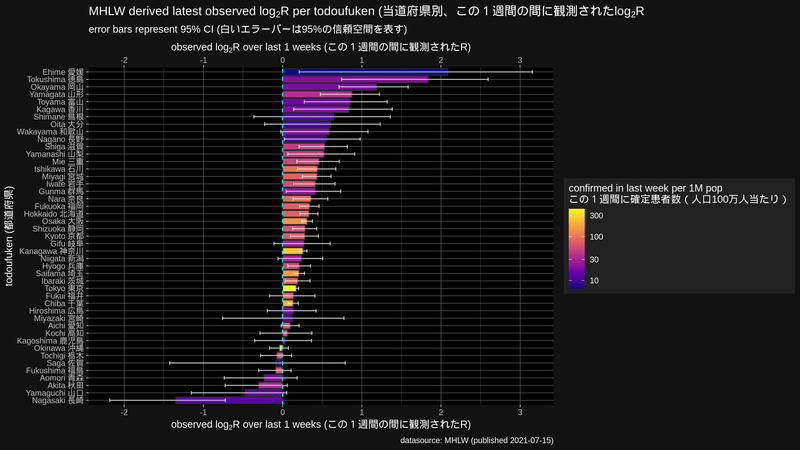 MHLW derived latest observed log₂R per todoufuken (当道府県別、この１週間の間に観測されたlog₂R
error bars represent 95% CI (白いエラーバーは95%の信頼空間を表す)
observed log₂R over last 1 weeks (この１週間の間に観測されたR)
-2 -1 0 1 2 3
todoufuken (都道府県)
Ehime 愛媛
Tokushima 徳島
Okayama 岡山
Yamagata 山形
Toyama 富山
Kagawa 香川
Shimane 島根
Oita 大分
Wakayama 和歌山
Nagano 長野
Shiga 滋賀
Yamanashi 山梨
Mie 三重
Ishikawa 石川
Miyagi 宮城
Iwate 岩手
Gunma 群馬
Nara 奈良
Fukuoka 福岡
Hokkaido 北海道
Osaka 大阪
Shizuoka 静岡
Kyoto 京都
Gifu 岐阜
Kanagawa 神奈川
Niigata 新潟
Hyogo 兵庫
Saitama 埼玉
Ibaraki 茨城
Tokyo 東京
Fukui 福井
Chiba 千葉
Hiroshima 広島
Miyazaki 宮崎
Aichi 愛知
Kochi 高知
Kagoshima 鹿児島
Okinawa 沖縄
Tochigi 栃木
Saga 佐賀
Fukushima 福島
Aomori 青森
Akita 秋田
Yamaguchi 山口
Nagasaki 長崎
-2 -1 0 1 2 3
observed log₂R over last 1 weeks (この１週間の間に観測されたR)
confirmed in last week per 1M pop
この１週間に確定患者数（人口100万人当たり）
300
100
30
10
datasource: MHLW (published 2021-07-15)